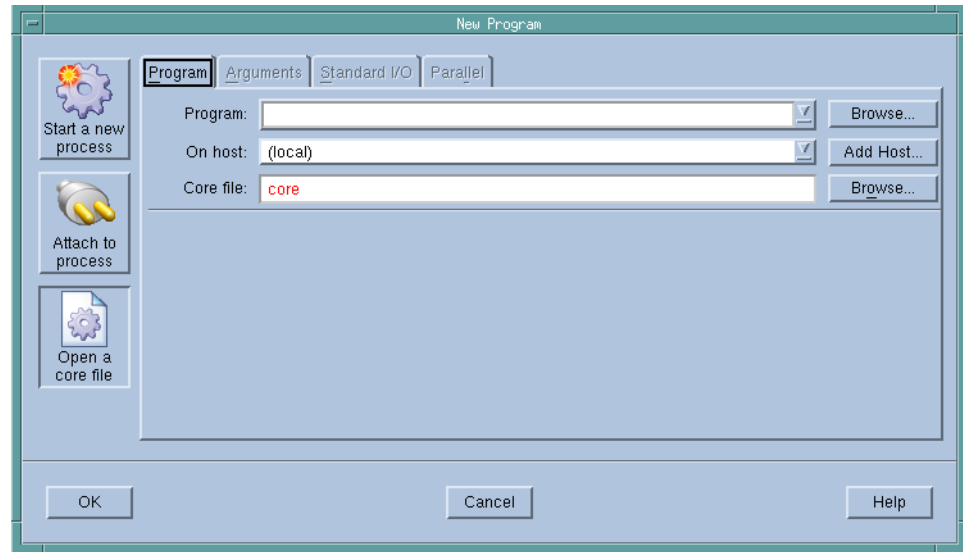 New Program
Start a new
process
Attach to
process
Open a
core file
Program Arguments Standard I/O Parallel
Program: Browse...
On host: (local) Add Host...
Core file: core Browse...
OK Cancel Help